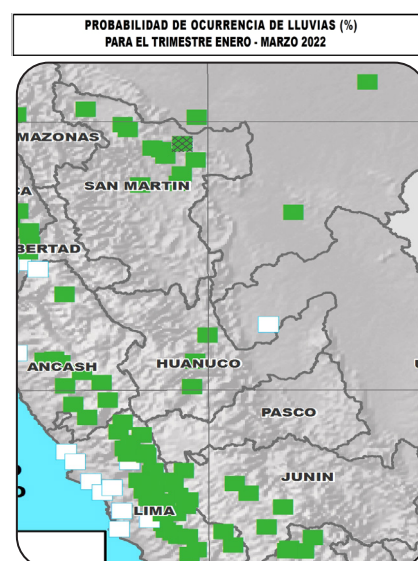 PROBABILIDAD DE OCURRENCIA DE LLUVIAS (%)
PARA EL TRIMESTRE ENERO - MARZO 2022
MAZONAS
CA
SAN MARTIN
BERTAD
ANCASH
HUANUCO
U
PASCO
JUNIN
O
LIMA